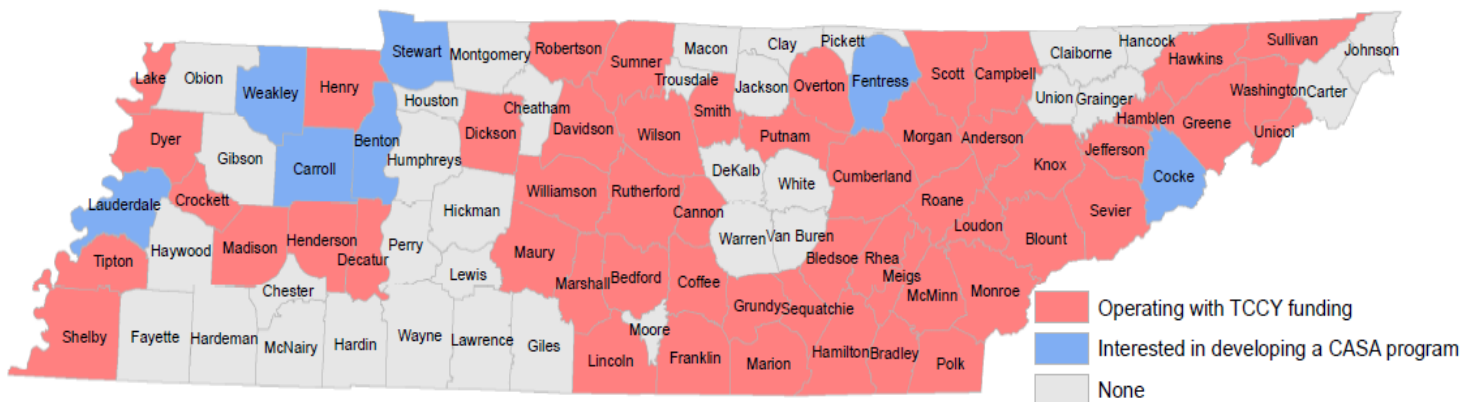 Stewart
Montgomery
Robertson
Sumner
Macon
Clay
Pickett
Claiborne
Hancock
Sullivan
Johnson
Lake
Obion
Weakley
Henry
Houston
Cheatham
Trousdale
Smith
Jackson
Overton
Fentress
Scott
Campbell
Union
Grainger
Hawkins
Washington
Carter
Hamblen
Greene
Unicoi
Dyer
Gibson
Carroll
Benton
Humphreys
Dickson
Davidson
Wilson
Putnam
Morgan
Anderson
Knox
Jefferson
Cocke
DeKalb
White
Cumberland
Lauderdale
Crockett
Williamson
Rutherford
Cannon
Roane
Loudon
Sevier
Hickman
Blount
Tipton
Haywood
Madison
Henderson
Decatur
Perry
Warren
Van Buren
Maury
Lewis
Marshall
Bedford
Coffee
Bledsoe
Rhea
Meigs
McMinn
Monroe
Chester
Grundy
Sequatchie
Shelby
Fayette
Hardeman
McNairy
Hardin
Wayne
Lawrence
Giles
Moore
Lincoln
Franklin
Marion
Hamilton
Bradley
Polk
Operating with TCCY funding
Interested in developing a CASA program
None